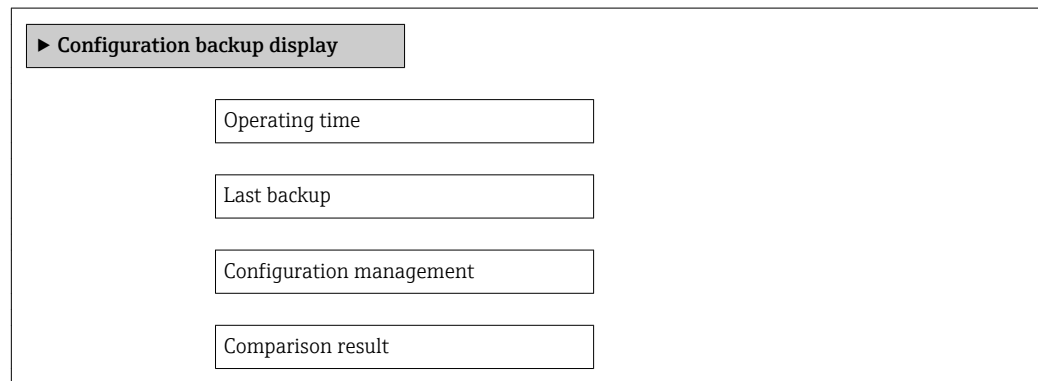 ▶ Configuration backup display
Operating time
Last backup
Configuration management
Comparison result